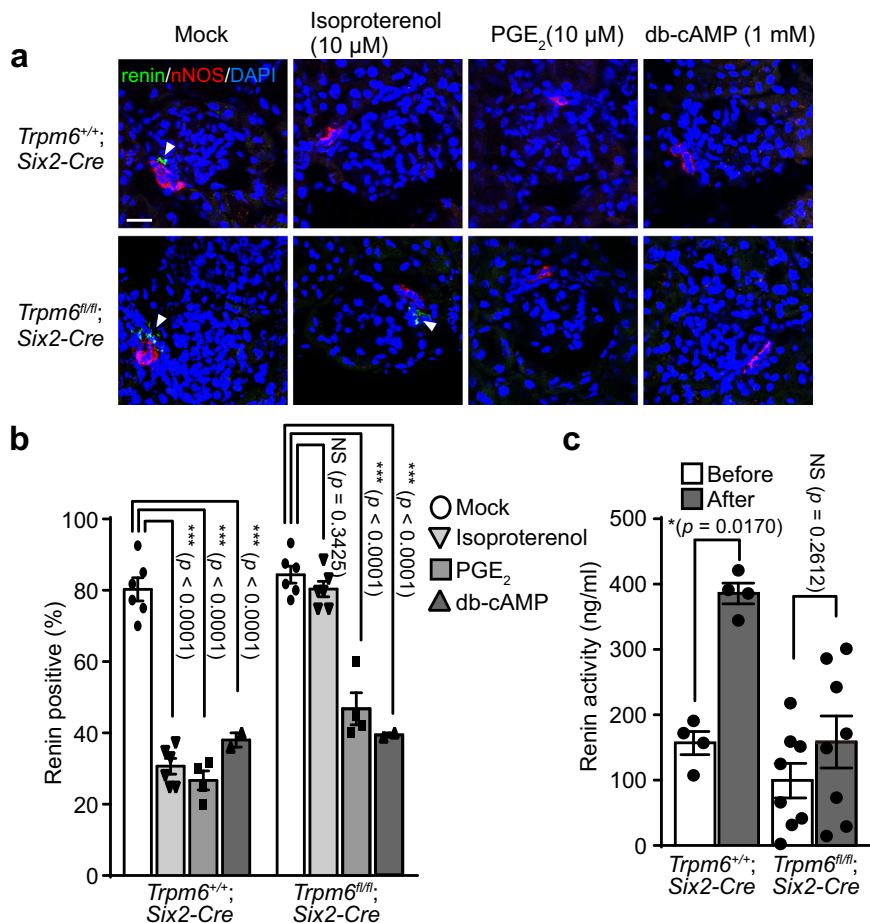 Mock
Isoproterenol
(10 µM)
PGE2(10 µM)
db-cAMP (1 mM)
a
renin/nNOS/DAPI
Trpm6+/+;
Six2-Cre
Trpm6fl/fl;
Six2-Cre
b
Renin positive (%)
100
80
60
40
20
0
*** (p < 0.0001)
*** (p < 0.0001)
*** (p < 0.0001)
NS (p = 0.3425)
*** (p < 0.0001)
*** (p < 0.0001)
Mock
Isoproterenol
PGE2
db-cAMP
Trpm6+/+;
Six2-Cre
Trpm6fl/fl;
Six2-Cre
c
Before
After
*(p = 0.0170)
NS (p = 0.2612)
Renin activity (ng/ml)
500
400
300
200
100
0
Trpm6+/+;
Six2-Cre
Trpm6fl/fl;
Six2-Cre